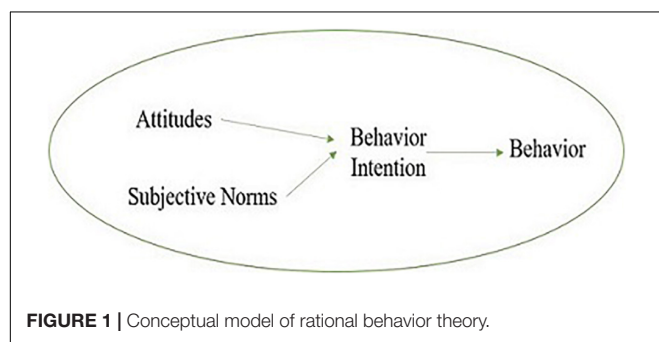 Attitudes
Behavior
Intention
Behavior
Subjective Norms
FIGURE 1 | Conceptual model of rational behavior theory.